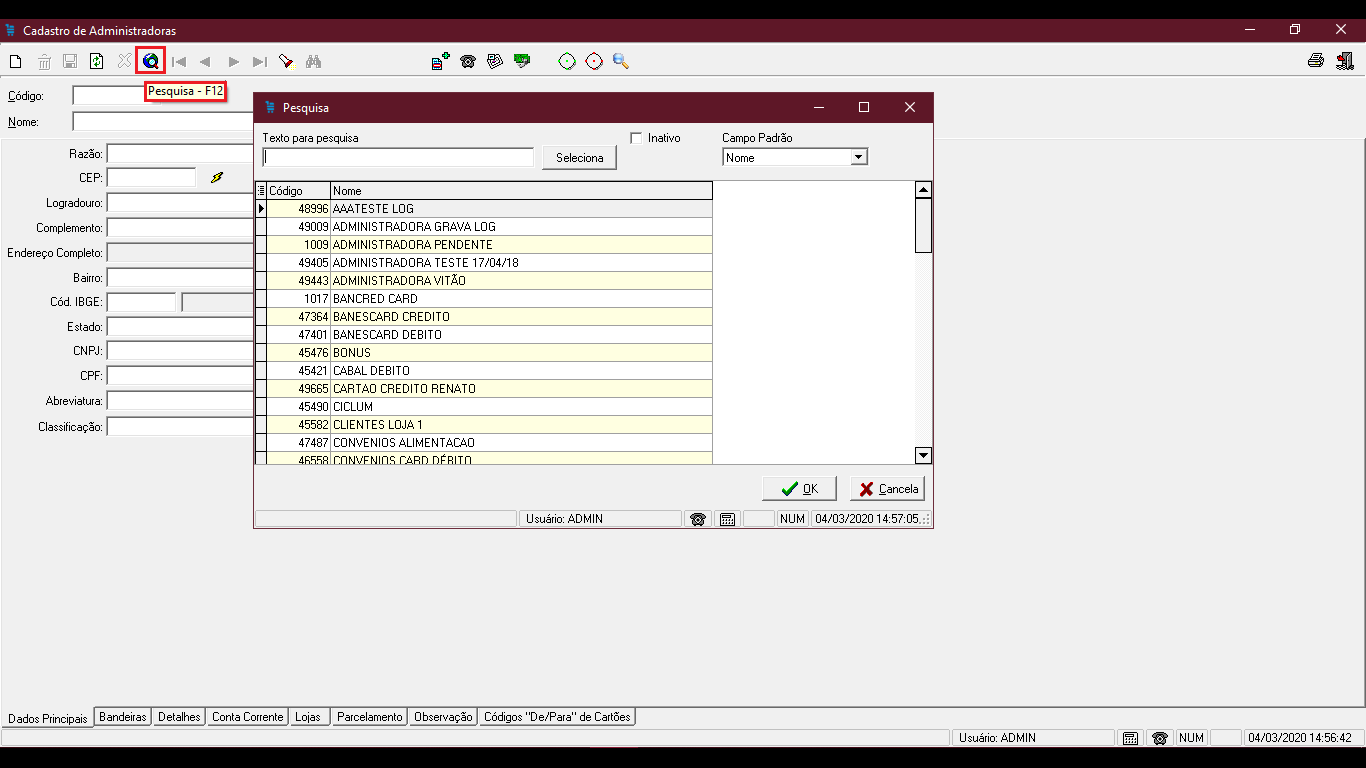 Cadastro de Administradoras
Pesquisa - F12
Código:
Nome:
Razão:
CEP:
Logradouro:
Complemento:
Endereço Completo:
Bairro:
Cód. IBGE:
Estado:
CNPJ:
CPF:
Abreviatura:
Classificação:
Pesquisa
Texto para pesquisa
Seleciona
Inativo
Campo Padrão
Nome
Código Nome
48996 AAATESTE LOG
49009 ADMINISTRADORA GRAVA LOG
1009 ADMINISTRADORA PENDENTE
49405 ADMINISTRADORA TESTE 17/04/18
49443 ADMINISTRADORA VITÃO
1017 BANCRED CARD
47364 BANESCARD CREDITO
47401 BANESCARD DEBITO
45476 BONUS
45421 CABAL DEBITO
49665 CARTAO CREDITO RENATO
45490 CICLUM
45582 CLIENTES LOJA 1
47487 CONVENIOS ALIMENTACAO
46558 CONVENIOS CARD DÉBITO
OK Cancela
Usuário: ADMIN NUM 04/03/2020 14:57:05
Dados Principais Bandeiras Detalhes Conta Corrente Lojas Parcelamento Observação Códigos "De/Para" de Cartões
Usuário: ADMIN NUM 04/03/2020 14:56:42